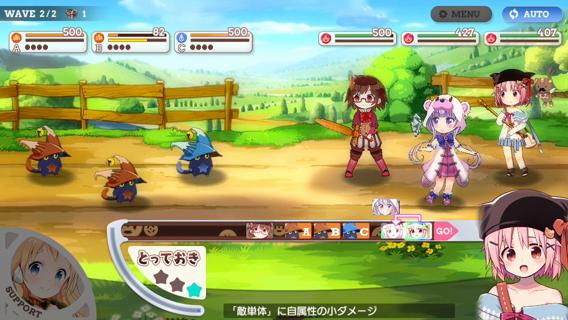 WAVE 2/2 1
MENU
AUTO
500
82
500
500
427
407
A
B
C
A
B
C
GO!
とっておき
SUPPORT
「敵単体」に自属性の小ダメージ